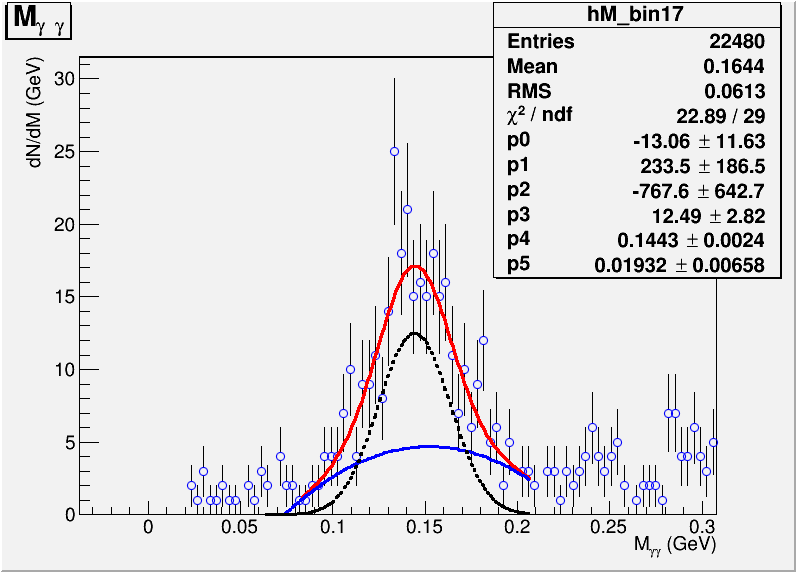 Mγ γ
hM_bin17
Entries 22480
Mean 0.1644
RMS 0.0613
χ² / ndf 22.89 / 29
p0 -13.06 ± 11.63
p1 233.5 ± 186.5
p2 -767.6 ± 642.7
p3 12.49 ± 2.82
p4 0.1443 ± 0.0024
p5 0.01932 ± 0.00658
dN/dM (GeV)
30
25
20
15
10
5
0
0 0.05 0.1 0.15 0.2 0.25 0.3
Mγγ (GeV)